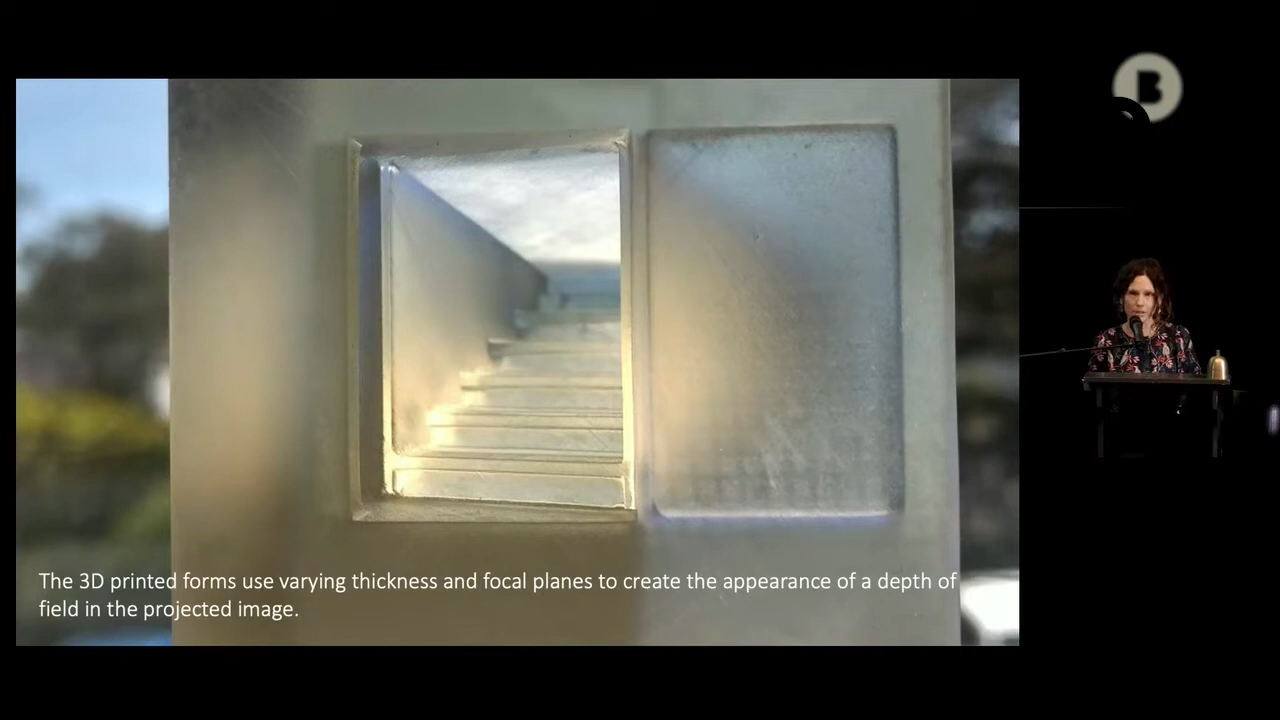 B
The 3D printed forms use varying thickness and focal planes to create the appearance of a depth of
field in the projected image.